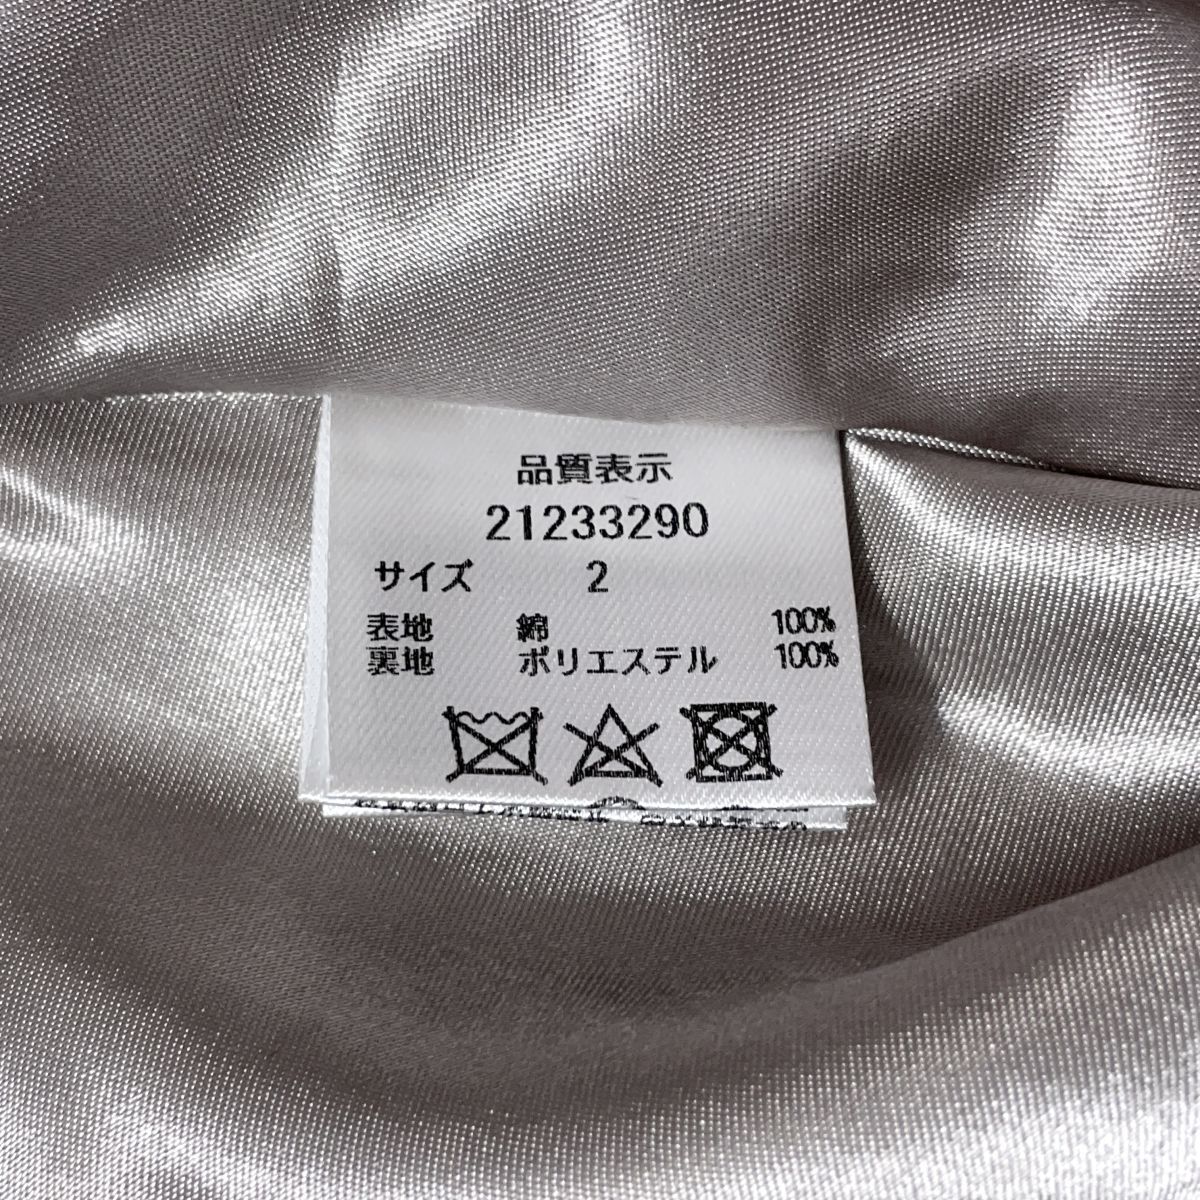 品質表示
21233290
サイズ 2
表地 綿 100%
裏地 ポリエステル 100%